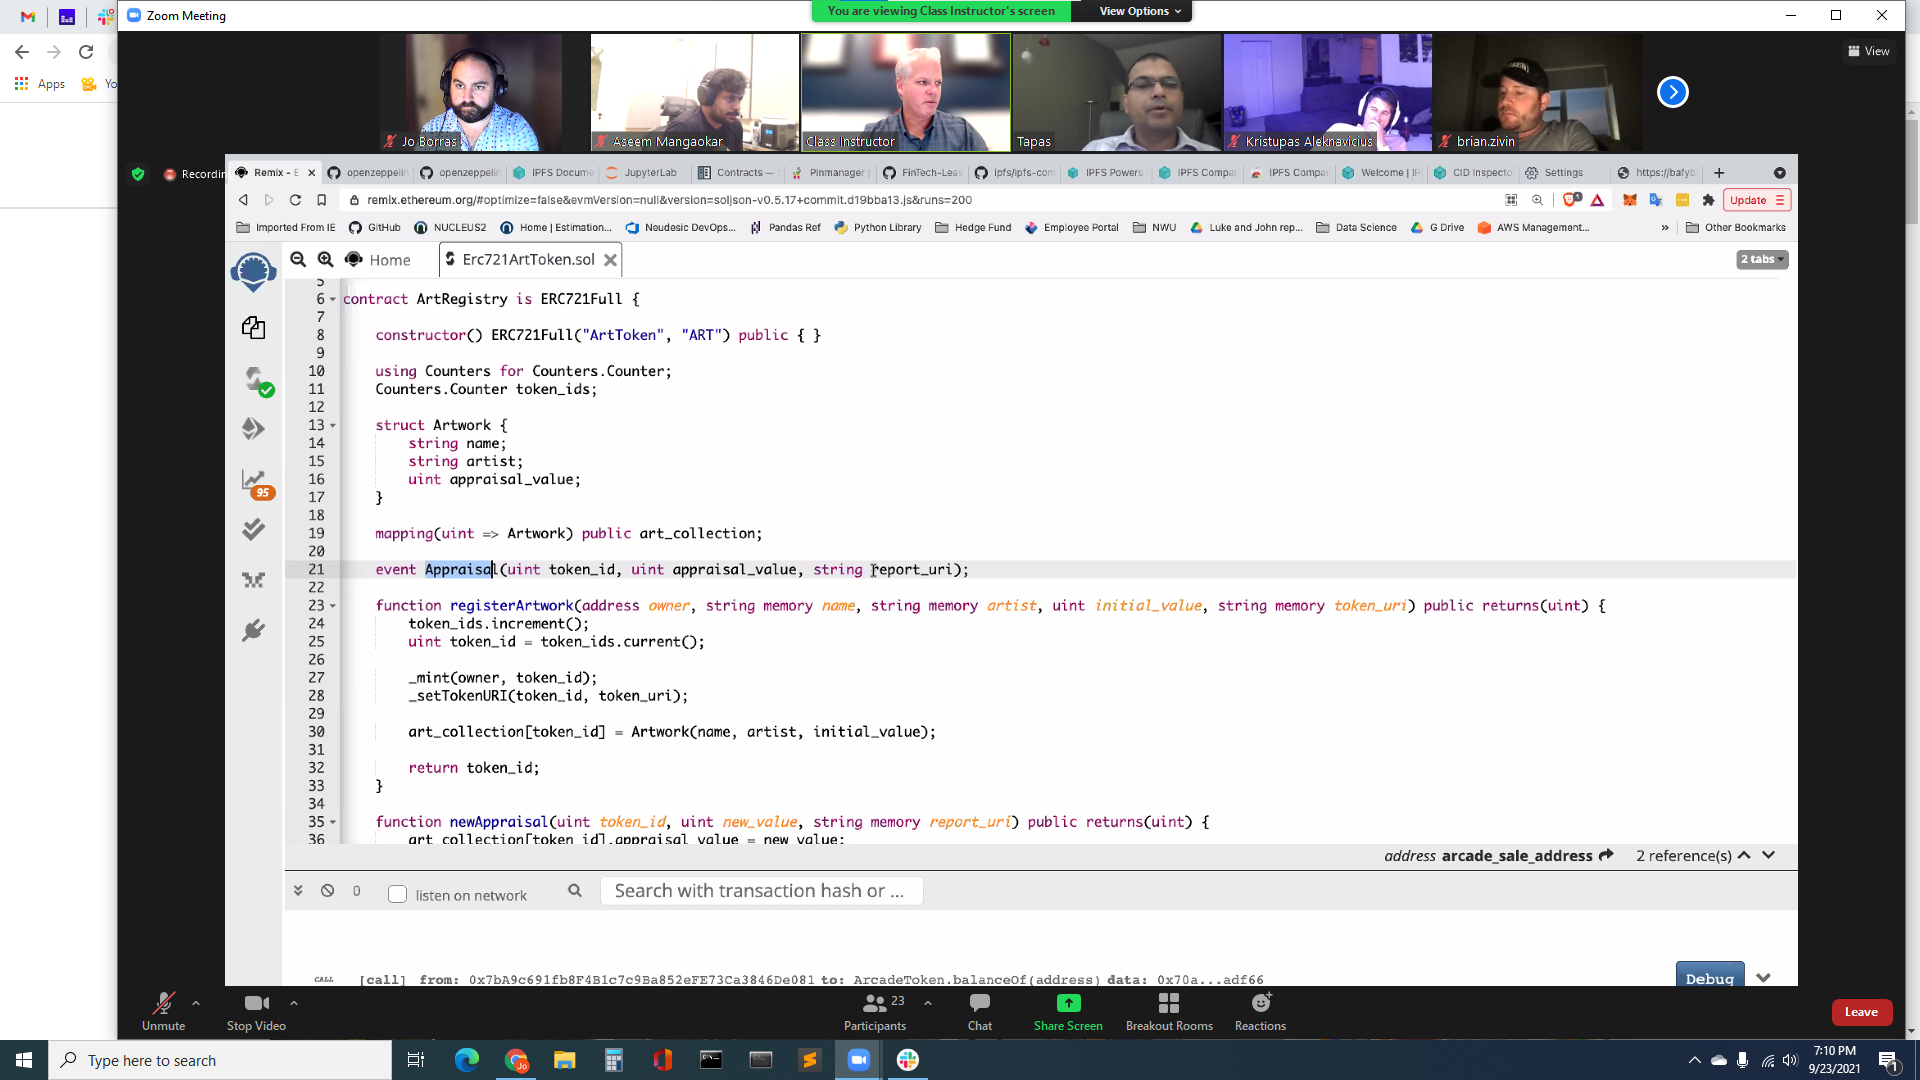 Zoom Meeting
You are viewing Class Instructor's screen
View Options
Apps
Yo
View
Jo Borras
Aseem Mangaokar
Class Instructor
Tapas
Kristupas Aleknavicius
brian.zivin
Recordin
Remix - E
openzeppelin
openzeppelin
IPFS Docume
JupyterLab
Contracts —
Pinmanager
FinTech-Less
ipfs/ipfs-com
IPFS Powers
IPFS Compa
IPFS Compa
Welcome | IP
CID Inspecto
Settings
https://bafyb
remix.ethereum.org/#optimize=false&evmVersion=null&version=soljson-v0.5.17+commit.d19bba13.js&runs=200
Update
Imported From IE
GitHub
NUCLEUS2
Home | Estimation...
Neudesic DevOps...
Pandas Ref
Python Library
Hedge Fund
Employee Portal
NWU
Luke and John rep...
Data Science
G Drive
AWS Management...
»
Other Bookmarks
Home
Erc721ArtToken.sol
2 tabs
5
6 contract ArtRegistry is ERC721Full {
7
8 constructor() ERC721Full("ArtToken", "ART") public { }
9
10 using Counters for Counters.Counter;
11 Counters.Counter token_ids;
12
13 struct Artwork {
14 string name;
15 string artist;
16 uint appraisal_value;
17 }
18
19 mapping(uint => Artwork) public art_collection;
20
21 event Appraisal(uint token_id, uint appraisal_value, string report_uri);
22
23 function registerArtwork(address owner, string memory name, string memory artist, uint initial_value, string memory token_uri) public returns(uint) {
24 token_ids.increment();
25 uint token_id = token_ids.current();
26
27 _mint(owner, token_id);
28 _setTokenURI(token_id, token_uri);
29
30 art_collection[token_id] = Artwork(name, artist, initial_value);
31
32 return token_id;
33 }
34
35 function newAppraisal(uint token_id, uint new_value, string memory report_uri) public returns(uint) {
36 art_collection[token_id].appraisal_value = new_value;
95
address arcade_sale_address
2 reference(s)
0
listen on network
Search with transaction hash or ...
CALL [call] from: 0x7bA9c691fb8F4B1c7c9Ba852eFE73Ca3846De081 to: ArcadeToken.balanceOf(address) data: 0x70a...adf66
Debug
Unmute
Stop Video
23
Participants
Chat
Share Screen
Breakout Rooms
Reactions
Leave
Type here to search
7:10 PM
9/23/2021
1